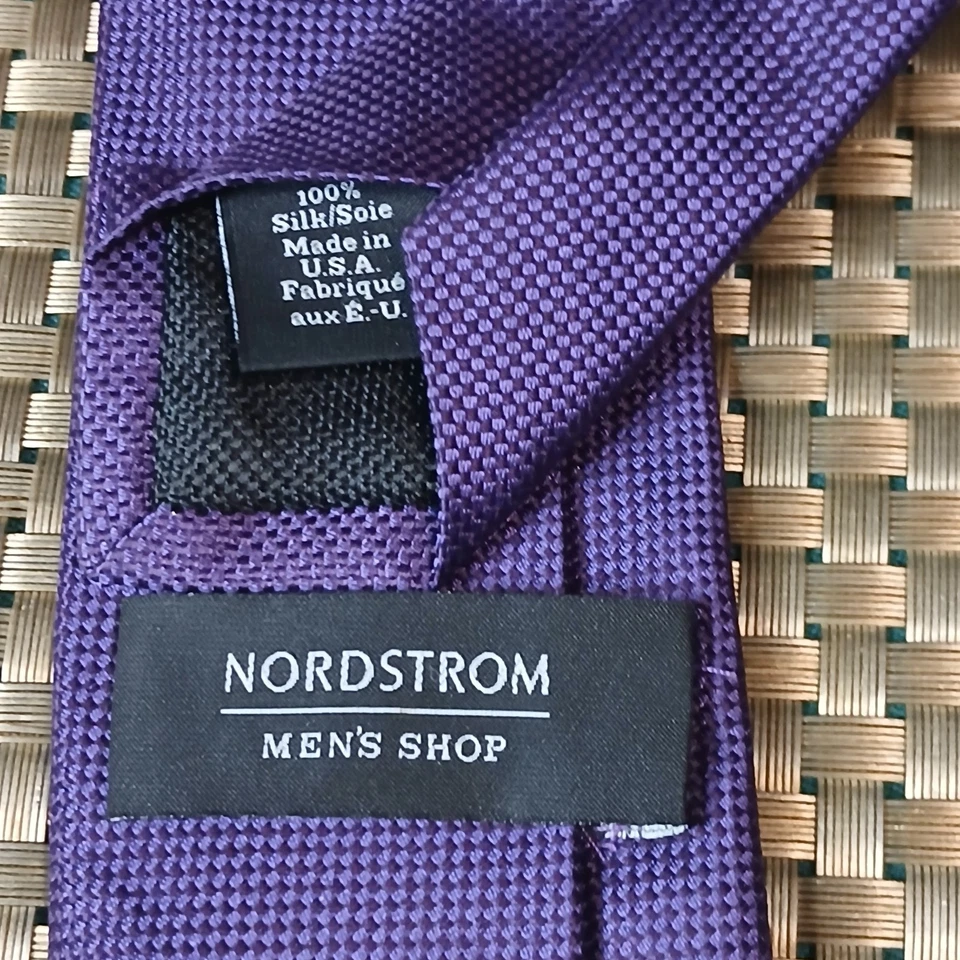 100%
Silk/Soie
Made in
U.S.A.
Fabriqué
aux É.-U.
NORDSTROM
MEN'S SHOP